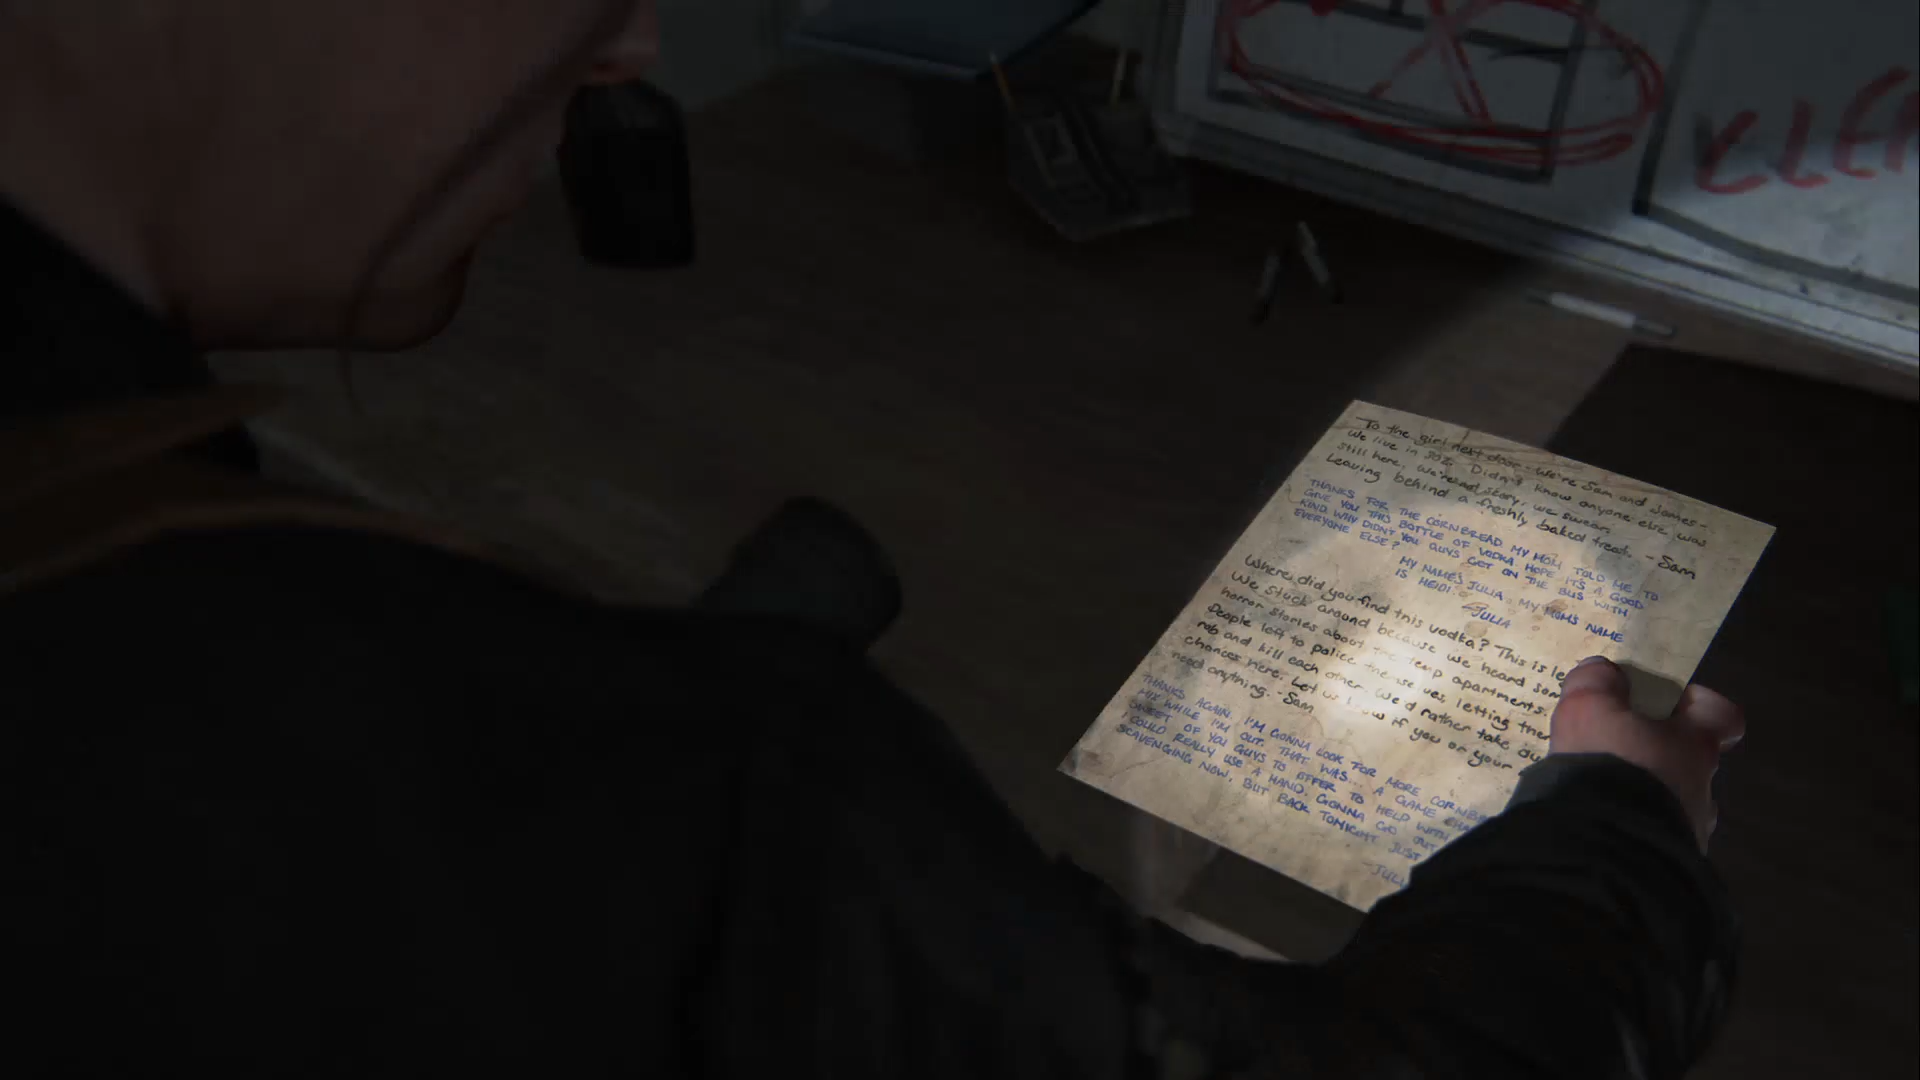 To the girl next door - We're Sam and James -
We live in 302. Didn't know anyone else was
still here, we're sad story, we swear.
Leaving behind a freshly baked treat. - Sam
THANKS FOR THE CORNBREAD. MY MOM TOLD ME TO
GIVE YOU THIS BOTTLE OF VODKA. HOPE IT'S A GOOD
KIND. WHY DIDN'T YOU GUYS GET ON THE BUS WITH
EVERYONE ELSE?
MY NAME'S JULIA. MY MOM'S NAME
IS HEIDI.
-JULIA
Where did you find this vodka? This is
We stuck around because we heard
horror stories about the temp apartments.
People left to police themselves, letting
rob and kill each other. We'd rather take
chances here. Let us know if you or your
need anything. - Sam
THANKS AGAIN. I'M GONNA LOOK FOR MORE
MIX WHILE I'M OUT. THAT WAS... A GAME
SWEET OF YOU GUYS TO OFFER TO HELP WITH
COULD REALLY USE A HAND. GONNA GO OUT
SCAVENGING NOW, BUT BACK TONIGHT. JUST